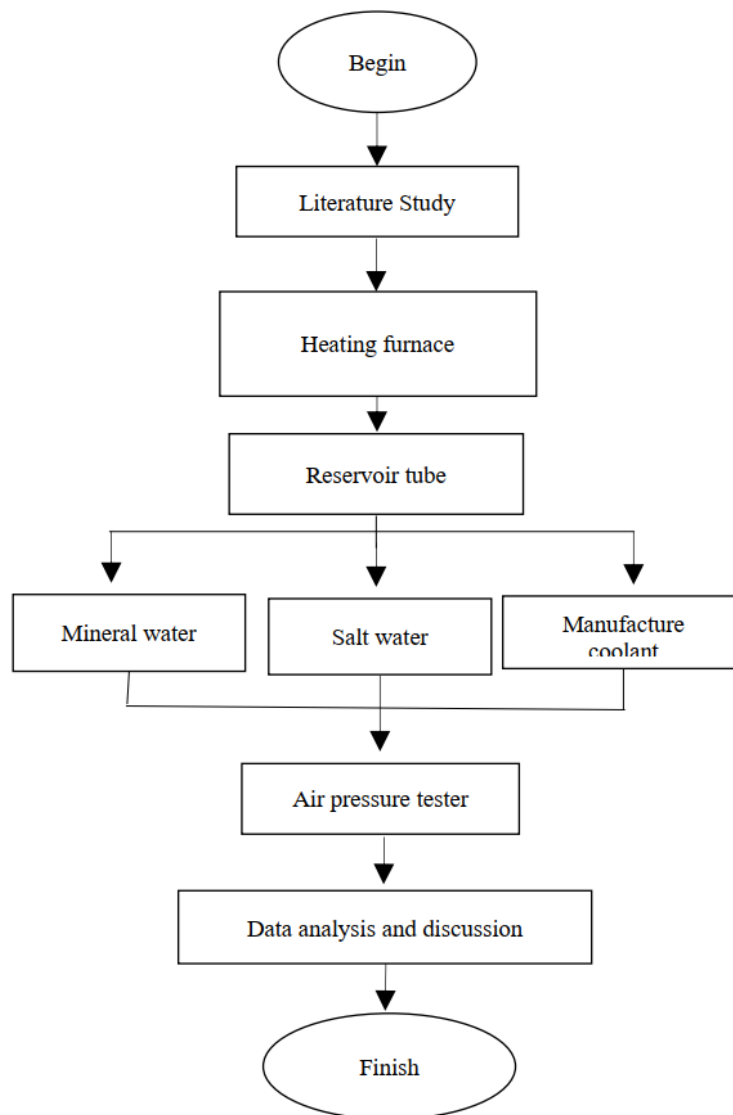 Begin
Literature Study
Heating furnace
Reservoir tube
Mineral water
Salt water
Manufacture
coolant
Air pressure tester
Data analysis and discussion
Finish